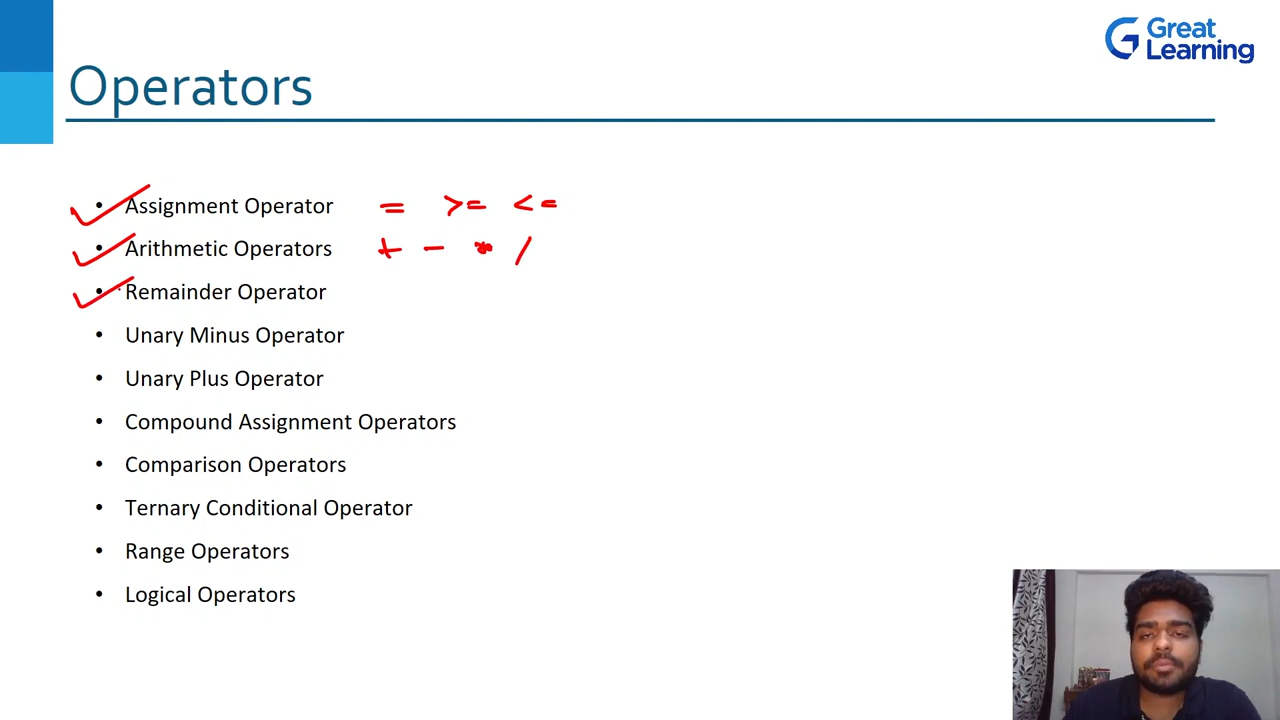 Great
Learning
Operators
• Assignment Operator = >= <=
• Arithmetic Operators + - * /
• Remainder Operator
• Unary Minus Operator
• Unary Plus Operator
• Compound Assignment Operators
• Comparison Operators
• Ternary Conditional Operator
• Range Operators
• Logical Operators